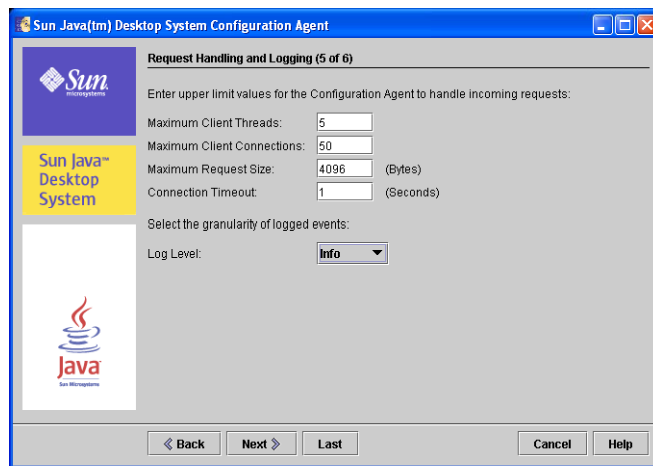 Sun Java(tm) Desktop System Configuration Agent
Sun
microsystems
Sun Java™
Desktop
System
Java
Sun Microsystems
Request Handling and Logging (5 of 6)
Enter upper limit values for the Configuration Agent to handle incoming requests:
Maximum Client Threads: 5
Maximum Client Connections: 50
Maximum Request Size: 4096 (Bytes)
Connection Timeout: 1 (Seconds)
Select the granularity of logged events:
Log Level: Info
Back Next Last Cancel Help